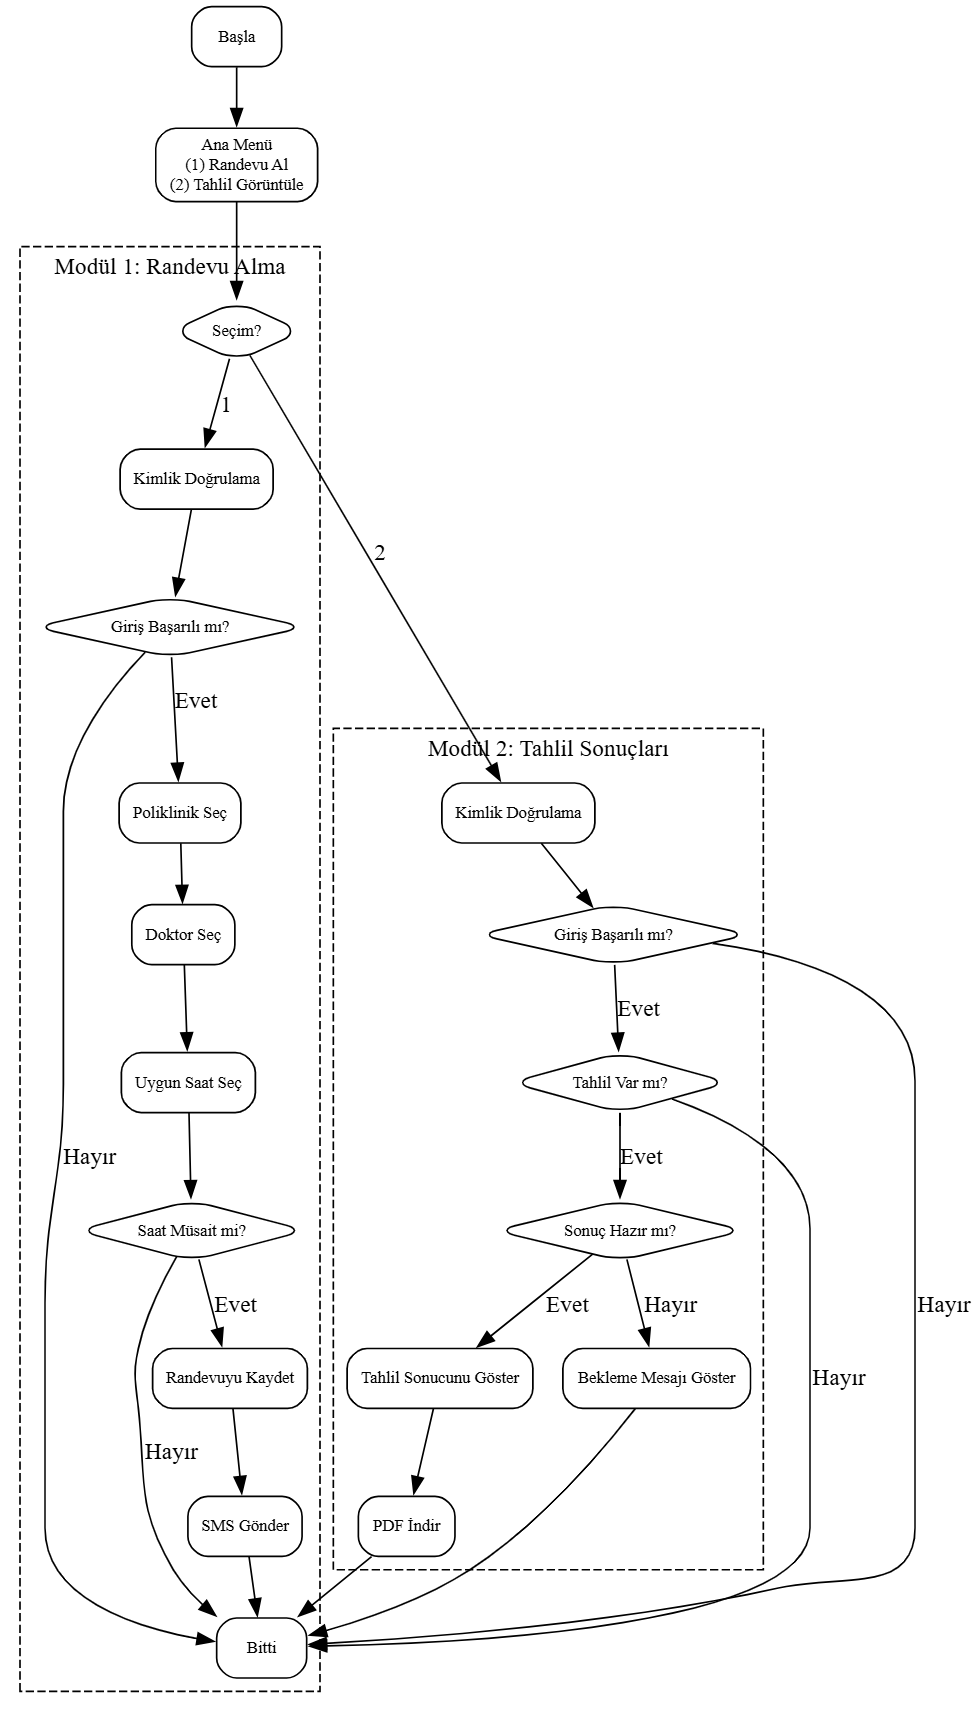 Başla
Ana Menü
(1) Randevu Al
(2) Tahlil Görüntüle
Modül 1: Randevu Alma
Seçim?
1
Kimlik Doğrulama
2
Giriş Başarılı mı?
Evet
Modül 2: Tahlil Sonuçları
Poliklinik Seç
Kimlik Doğrulama
Doktor Seç
Giriş Başarılı mı?
Evet
Uygun Saat Seç
Tahlil Var mı?
Hayır
Evet
Saat Müsait mi?
Sonuç Hazır mı?
Evet
Evet
Hayır
Hayır
Randevuyu Kaydet
Tahlil Sonucunu Göster
Bekleme Mesajı Göster
Hayır
Hayır
SMS Gönder
PDF İndir
Bitti